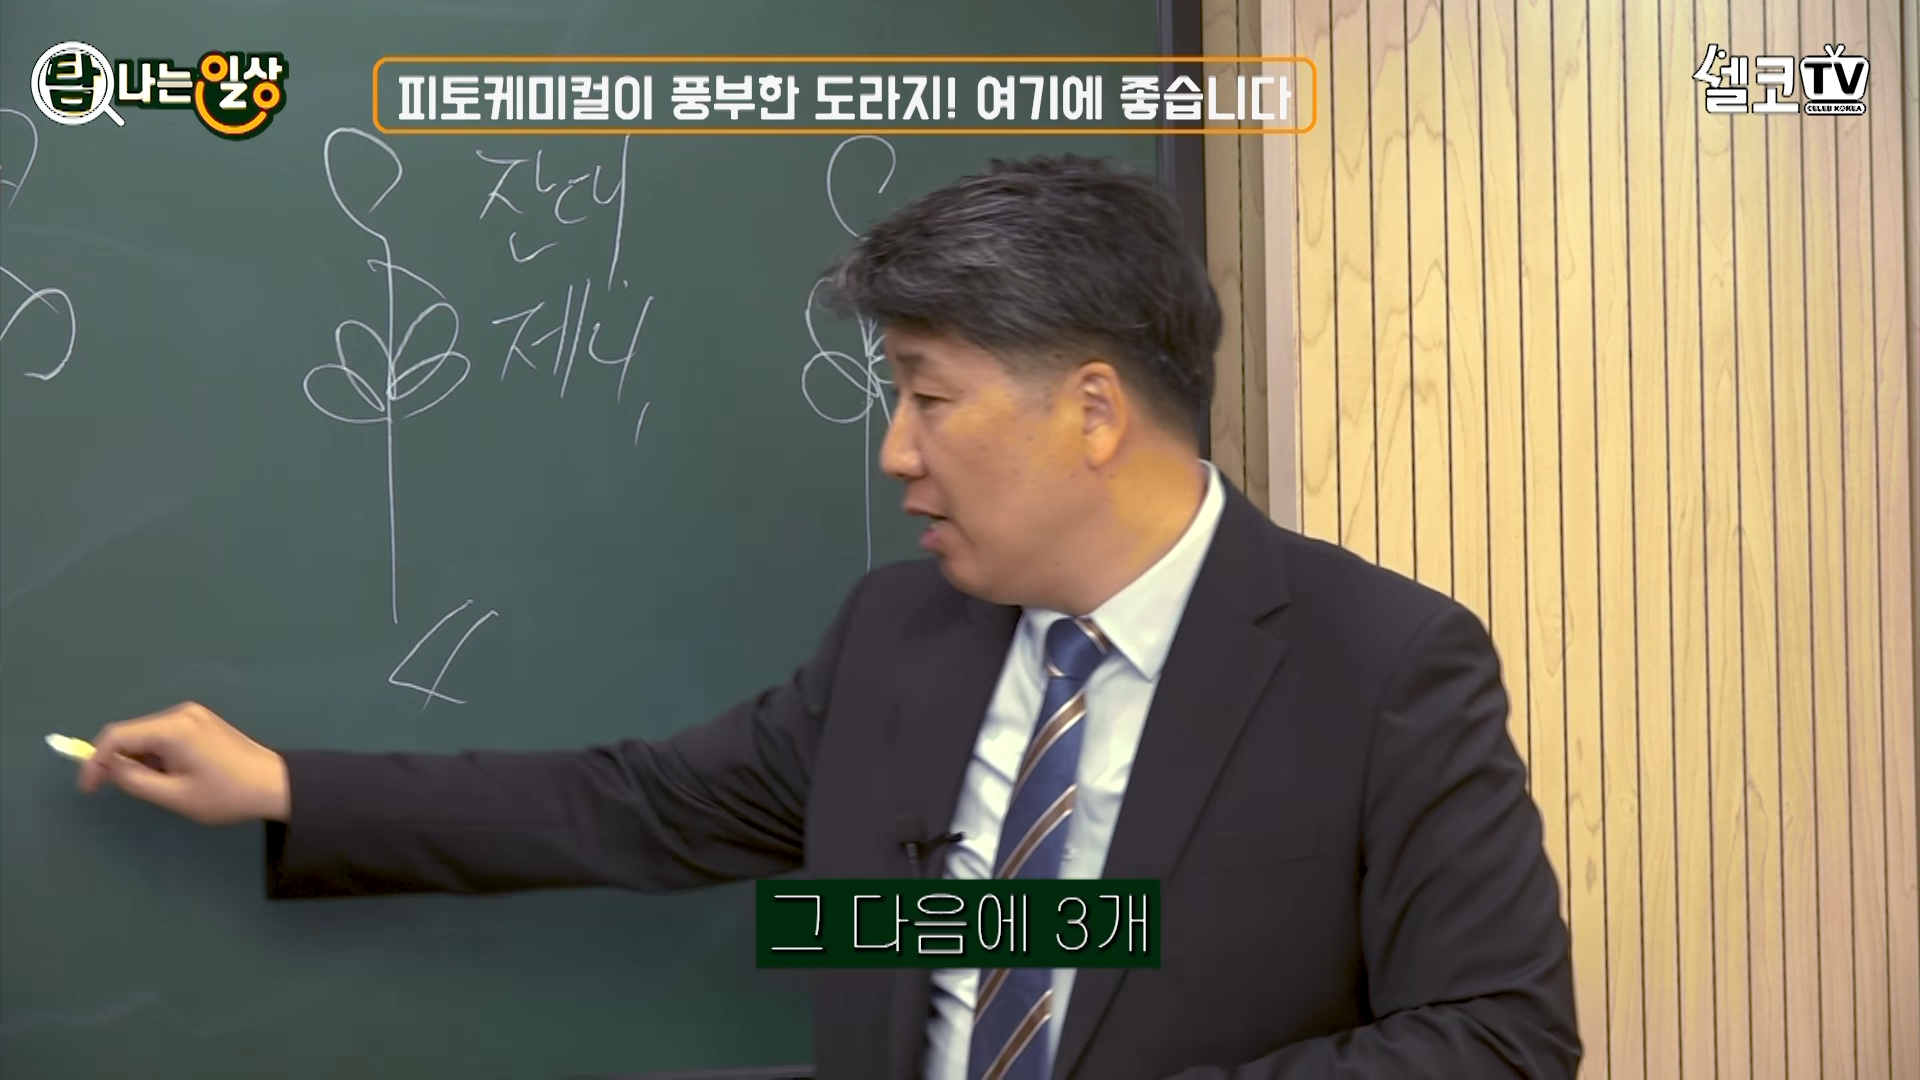 팜나는일상
피토케미컬이 풍부한 도라지! 여기에 좋습니다
셀코TV
CELEB KOREA
잔대
제니
4
그 다음에 3개